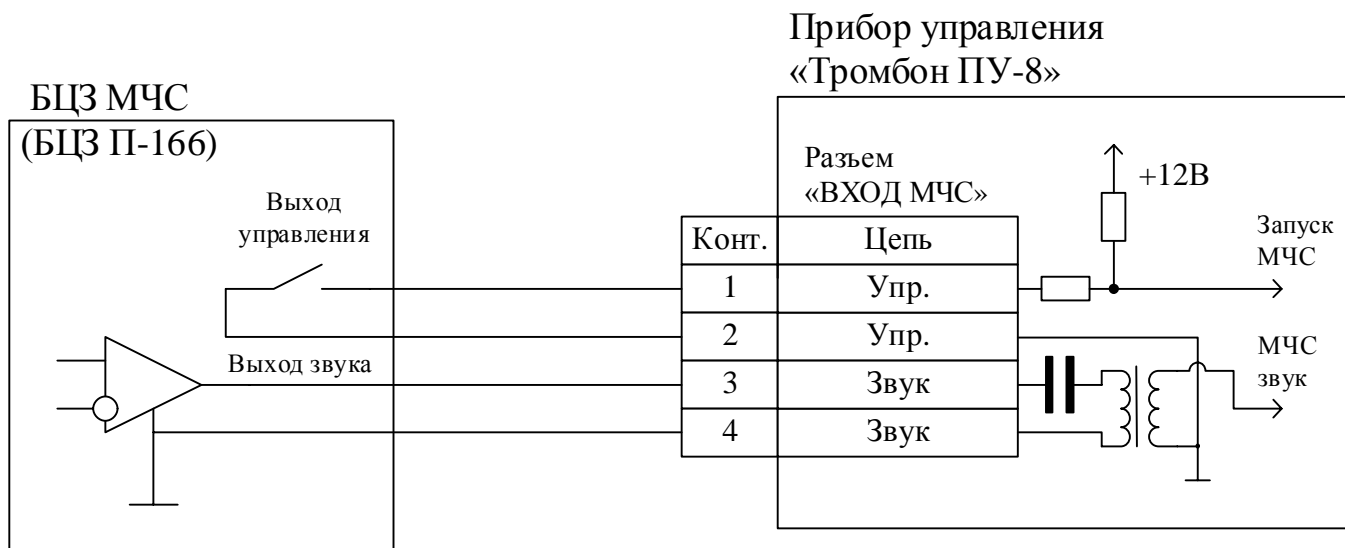 Прибор управления
«Тромбон ПУ-8»
БЦЗ МЧС
(БЦЗ П-166)
Разъем
«ВХОД МЧС»
+12В
Выход
управления
Запуск
МЧС
Конт. Цепь
1 Упр.
2 Упр.
Выход звука
3 Звук
4 Звук
МЧС
звук